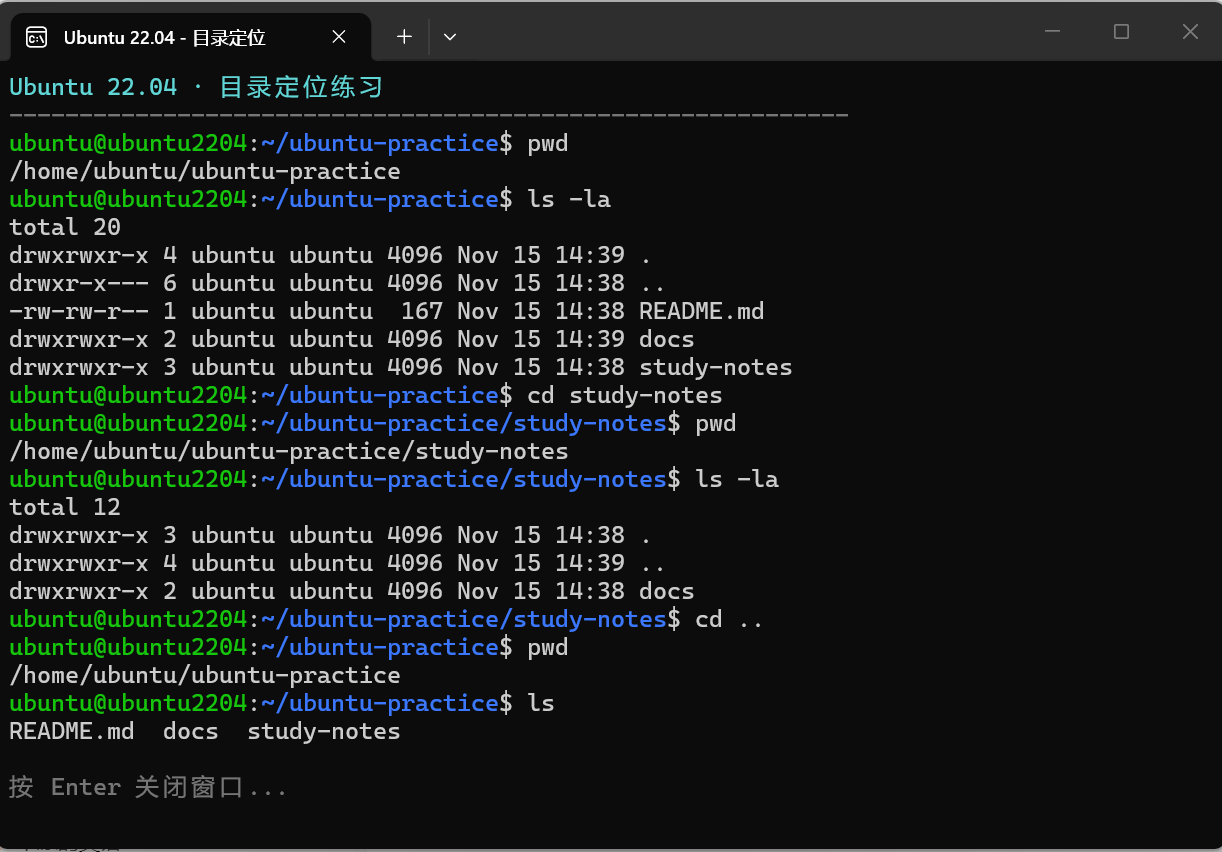 Ubuntu 22.04 - 目录定位
Ubuntu 22.04 · 目录定位练习
------------------------------------------------------------
ubuntu@ubuntu2204:~/ubuntu-practice$ pwd
/home/ubuntu/ubuntu-practice
ubuntu@ubuntu2204:~/ubuntu-practice$ ls -la
total 20
drwxrwxr-x 4 ubuntu ubuntu 4096 Nov 15 14:39 .
drwxr-x--- 6 ubuntu ubuntu 4096 Nov 15 14:38 ..
-rw-rw-r-- 1 ubuntu ubuntu  167 Nov 15 14:38 README.md
drwxrwxr-x 2 ubuntu ubuntu 4096 Nov 15 14:39 docs
drwxrwxr-x 3 ubuntu ubuntu 4096 Nov 15 14:38 study-notes
ubuntu@ubuntu2204:~/ubuntu-practice$ cd study-notes
ubuntu@ubuntu2204:~/ubuntu-practice/study-notes$ pwd
/home/ubuntu/ubuntu-practice/study-notes
ubuntu@ubuntu2204:~/ubuntu-practice/study-notes$ ls -la
total 12
drwxrwxr-x 3 ubuntu ubuntu 4096 Nov 15 14:38 .
drwxrwxr-x 4 ubuntu ubuntu 4096 Nov 15 14:39 ..
drwxrwxr-x 2 ubuntu ubuntu 4096 Nov 15 14:38 docs
ubuntu@ubuntu2204:~/ubuntu-practice/study-notes$ cd ..
ubuntu@ubuntu2204:~/ubuntu-practice$ pwd
/home/ubuntu/ubuntu-practice
ubuntu@ubuntu2204:~/ubuntu-practice$ ls
README.md  docs  study-notes
按 Enter 关闭窗口...